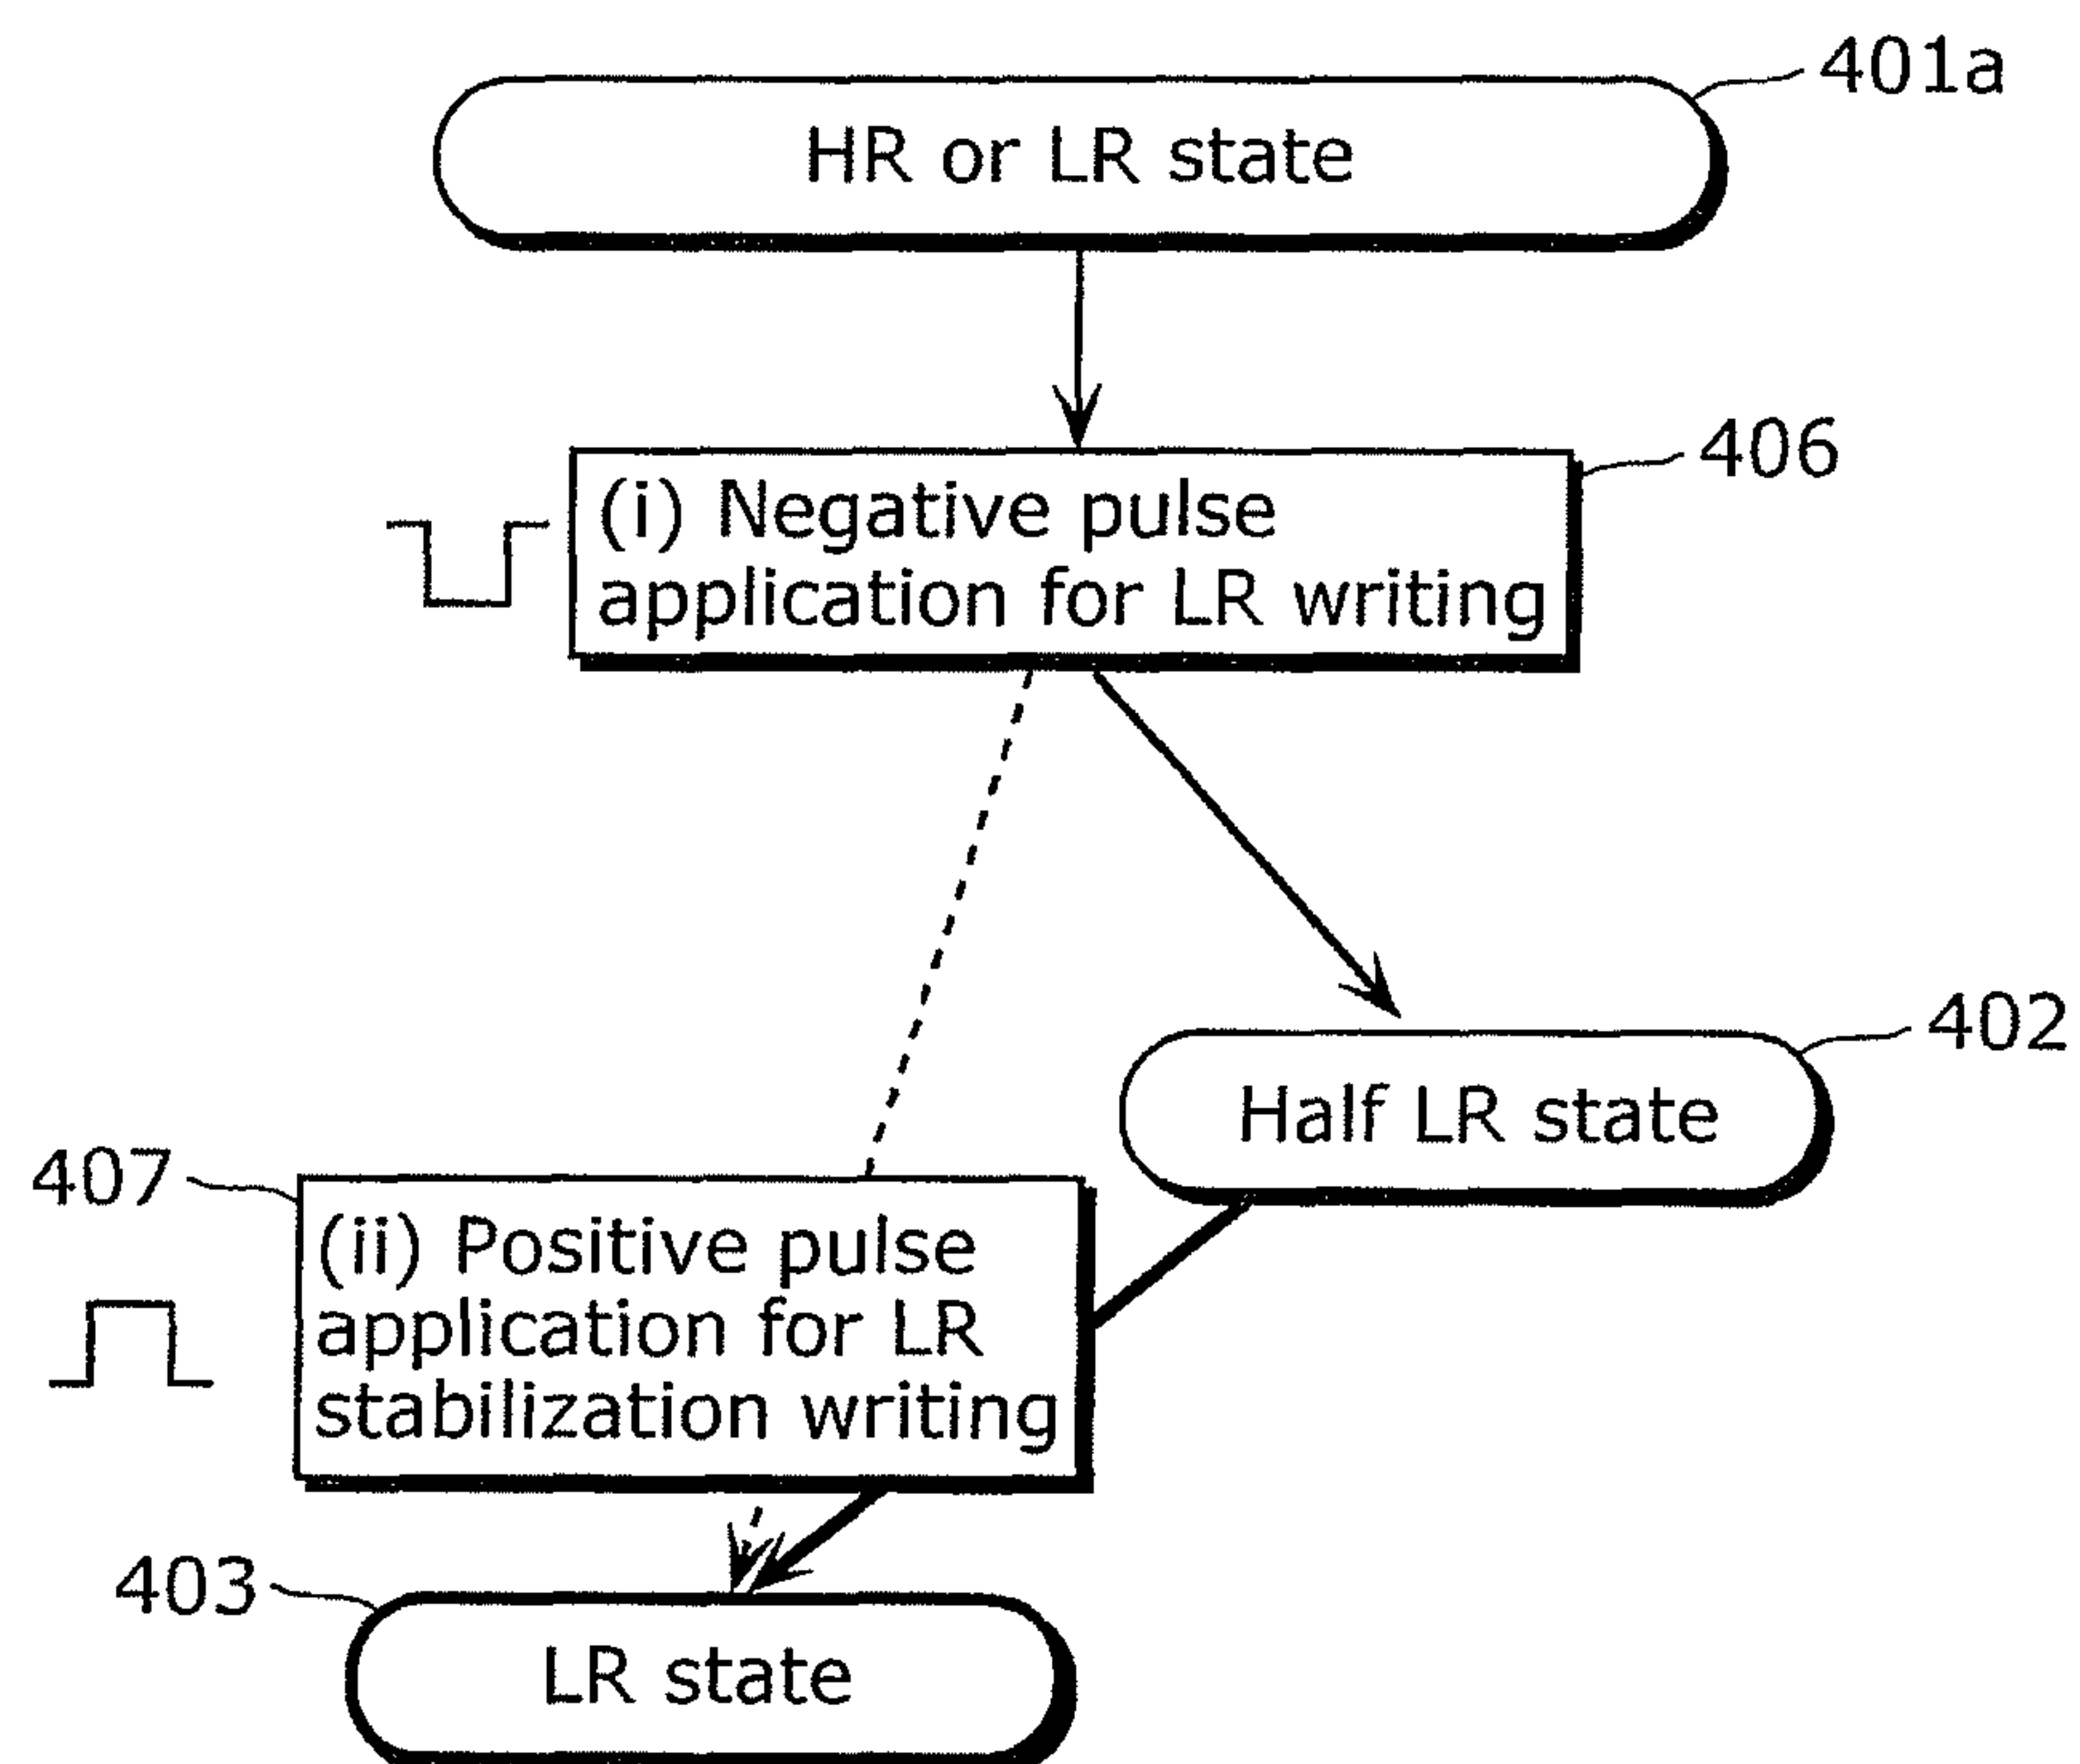 401a
HR or LR state
406
(i) Negative pulse
application for LR writing
402
Half LR state
407
(ii) Positive pulse
application for LR
stabilization writing
403
LR state